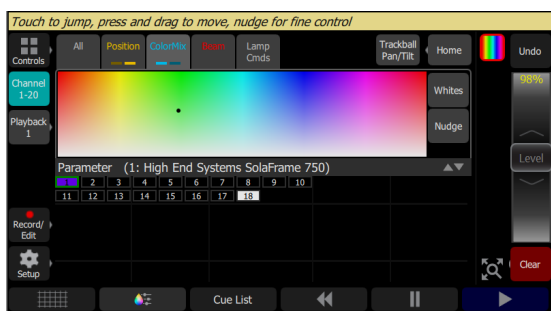 Touch to jump, press and drag to move, nudge for fine control
Controls
All
Position
ColorMix
Beam
Lamp
Cmds
Trackball
Pan/Tilt
Home
Undo
Channel
1-20
Whites
98%
Playback
1
Nudge
Level
Parameter (1: High End Systems SolaFrame 750)
1 2 3 4 5 6 7 8 9 10
11 12 13 14 15 16 17 18
Record/
Edit
Setup
Clear
Cue List